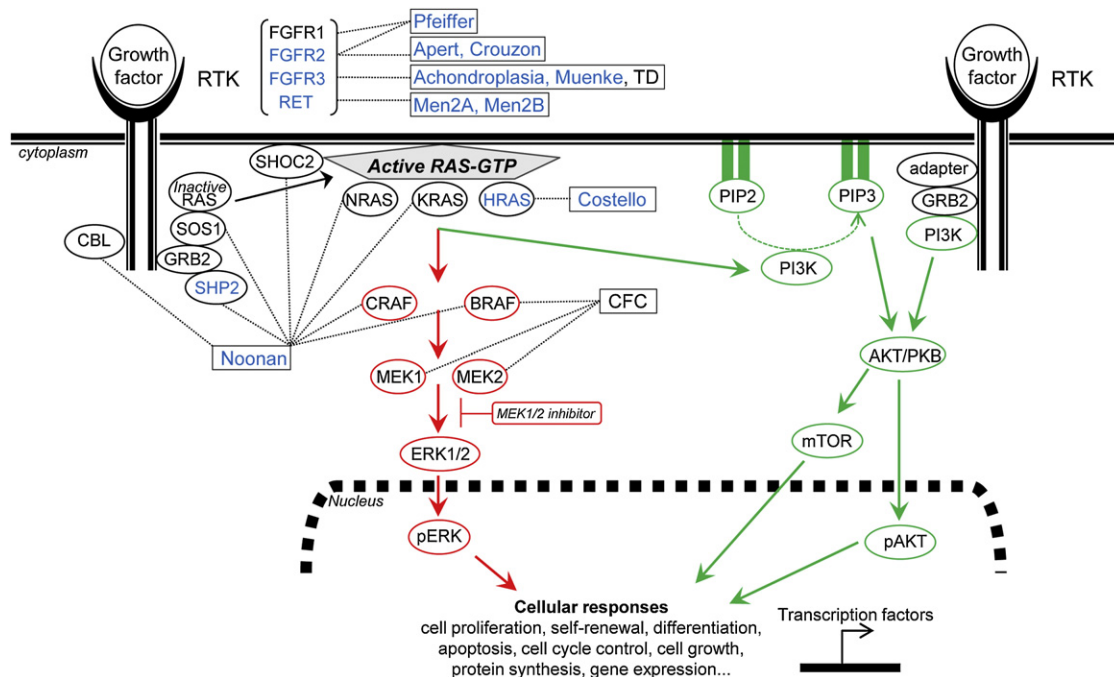 Growth
factor
RTK
FGFR1
FGFR2
FGFR3
RET
Pfeiffer
Apert, Crouzon
Achondroplasia, Muenke, TD
Men2A, Men2B
Growth
factor
RTK
cytoplasm
SHOC2
Active RAS-GTP
Inactive
RAS
SOS1
GRB2
SHP2
CBL
NRAS
KRAS
HRAS
Costello
PIP2
PIP3
PI3K
adapter
GRB2
PI3K
CRAF
BRAF
CFC
Noonan
MEK1
MEK2
MEK1/2 inhibitor
AKT/PKB
mTOR
ERK1/2
Nucleus
pERK
pAKT
Cellular responses
cell proliferation, self-renewal, differentiation,
apoptosis, cell cycle control, cell growth,
protein synthesis, gene expression...
Transcription factors